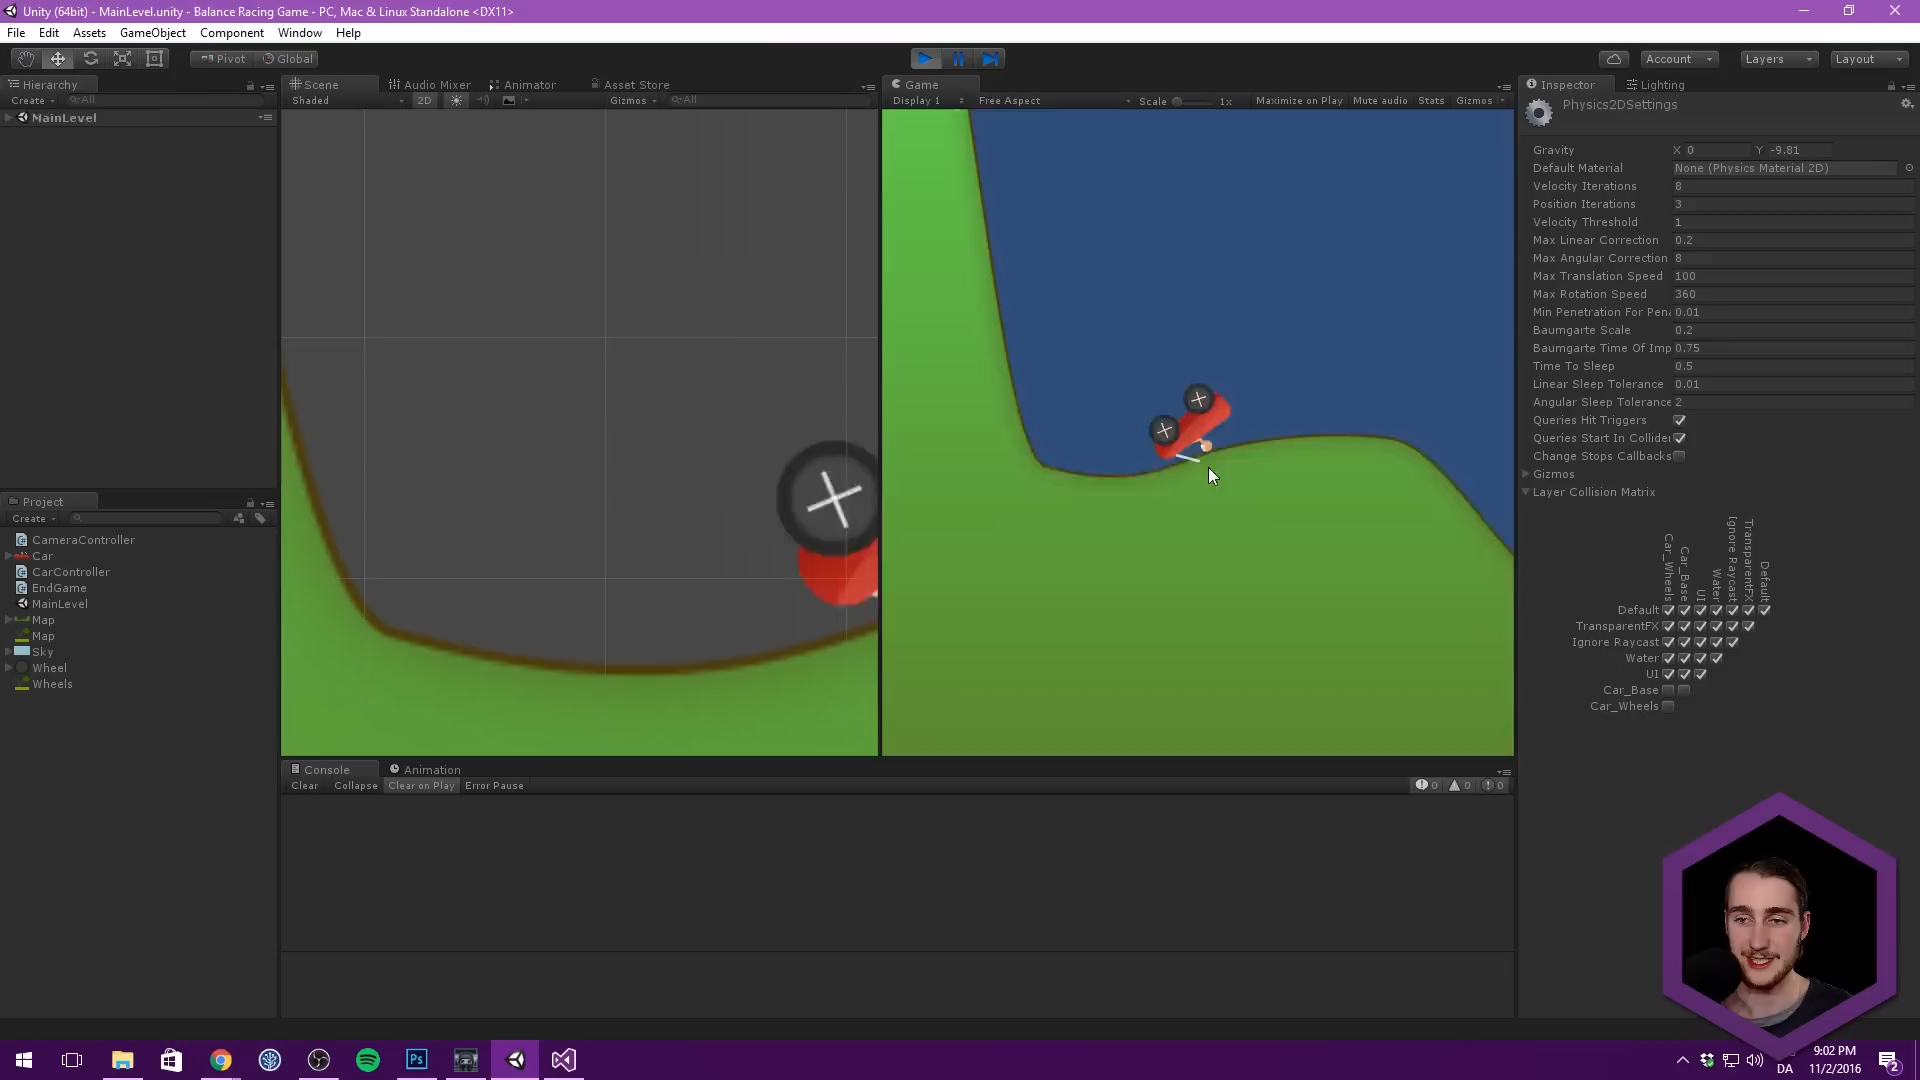 Unity (64bit) - MainLevel.unity - Balance Racing Game - PC, Mac & Linux Standalone <DX11>
File Edit Assets GameObject Component Window Help
Pivot Global Account Layers Layout
Hierarchy
Create All
MainLevel
Scene Audio Mixer Animator Asset Store
Shaded 2D Gizmos All
Game
Display 1 Free Aspect Scale 1x Maximize on Play Mute audio Stats Gizmos
Inspector Lighting
Physics2DSettings
Gravity X 0 Y -9.81
Default Material None (Physics Material 2D)
Velocity Iterations 8
Position Iterations 3
Velocity Threshold 1
Max Linear Correction 0.2
Max Angular Correction 8
Max Translation Speed 100
Max Rotation Speed 360
Min Penetration For Pen 0.01
Baumgarte Scale 0.2
Baumgarte Time Of Imp 0.75
Time To Sleep 0.5
Linear Sleep Tolerance 0.01
Angular Sleep Tolerance 2
Queries Hit Triggers
Queries Start In Collider
Change Stops Callbacks
Gizmos
Layer Collision Matrix
Car_Wheels
Car_Base
UI
Water
Ignore Raycast
TransparentFX
Default
Default
TransparentFX
Ignore Raycast
Water
UI
Car_Base
Car_Wheels
Project
Create
CameraController
Car
CarController
EndGame
MainLevel
Map
Map
Sky
Wheel
Wheels
Console Animation
Clear Collapse Clear on Play Error Pause 0 0 0
Ps
9:02 PM
DA 11/2/2016
2